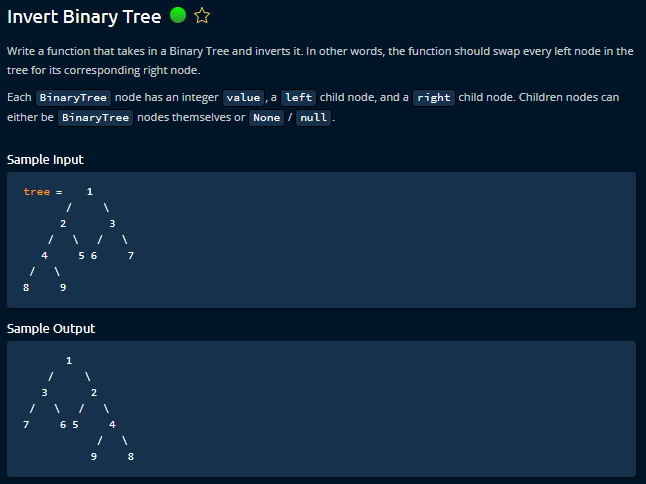 Invert Binary Tree
Write a function that takes in a Binary Tree and inverts it. In other words, the function should swap every left node in the
tree for its corresponding right node.
Each BinaryTree node has an integer value , a left child node, and a right child node. Children nodes can
either be BinaryTree nodes themselves or None / null .
Sample Input
tree =    1
       /     \
      2       3
    /   \   /   \
   4     5 6     7
 /   \
8     9
Sample Output
       1
    /     \
   3       2
 /   \   /   \
7     6 5     4
            /   \
           9     8